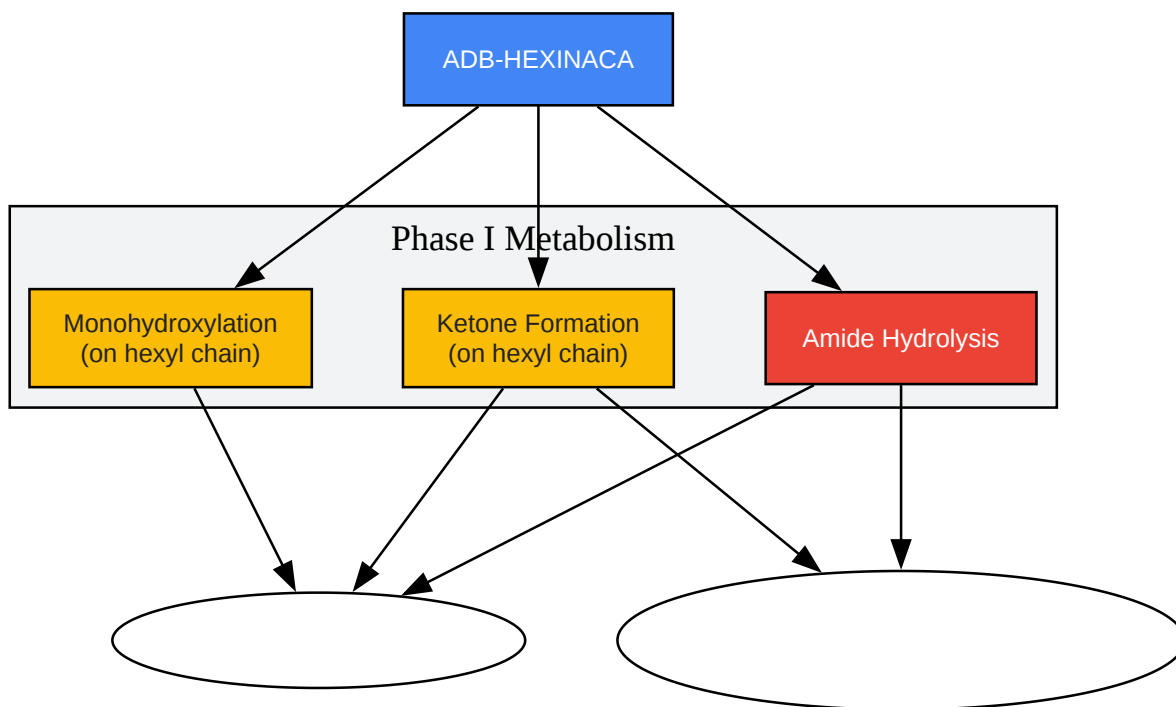 ADB-HEXINACA
Phase I Metabolism
Monohydroxylation
(on hexyl chain)
Ketone Formation
(on hexyl chain)
Amide Hydrolysis